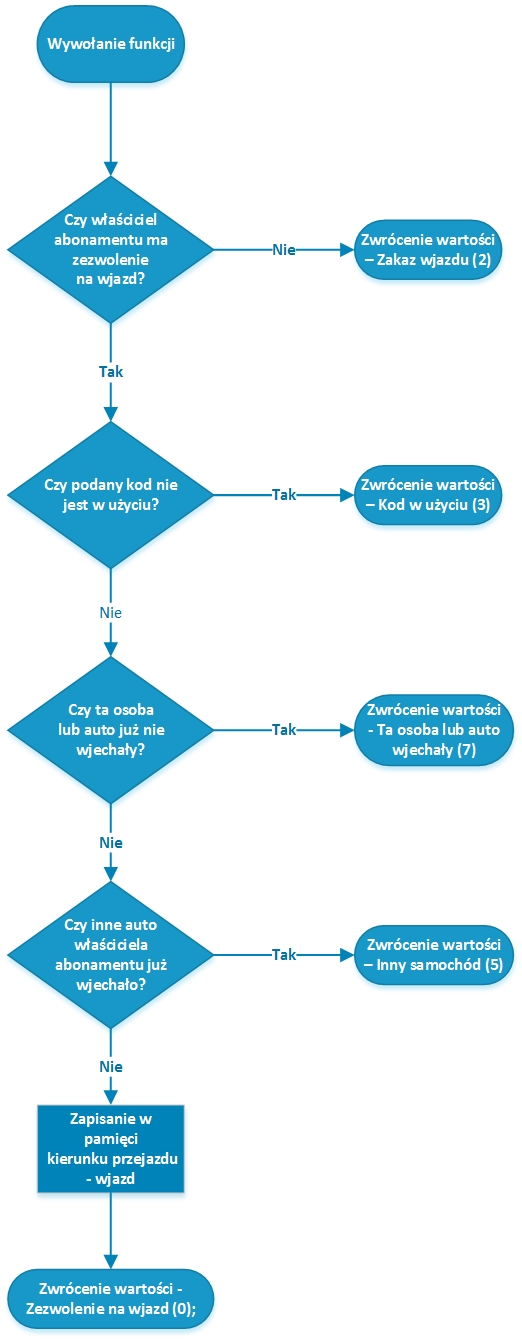 Wywołanie funkcji
Czy właściciel
abonamentu ma
zezwolenie
na wjazd?
Nie
Zwrócenie wartości
– Zakaz wjazdu (2)
Tak
Czy podany kod nie
jest w użyciu?
Tak
Zwrócenie wartości
– Kod w użyciu (3)
Nie
Czy ta osoba
lub auto już nie
wjechały?
Tak
Zwrócenie wartości
- Ta osoba lub auto
wjechały (7)
Nie
Czy inne auto
właściciela
abonamentu już
wjechało?
Tak
Zwrócenie wartości
– Inny samochód (5)
Nie
Zapisanie w
pamięci
kierunku przejazdu
- wjazd
Zwrócenie wartości -
Zezwolenie na wjazd (0);